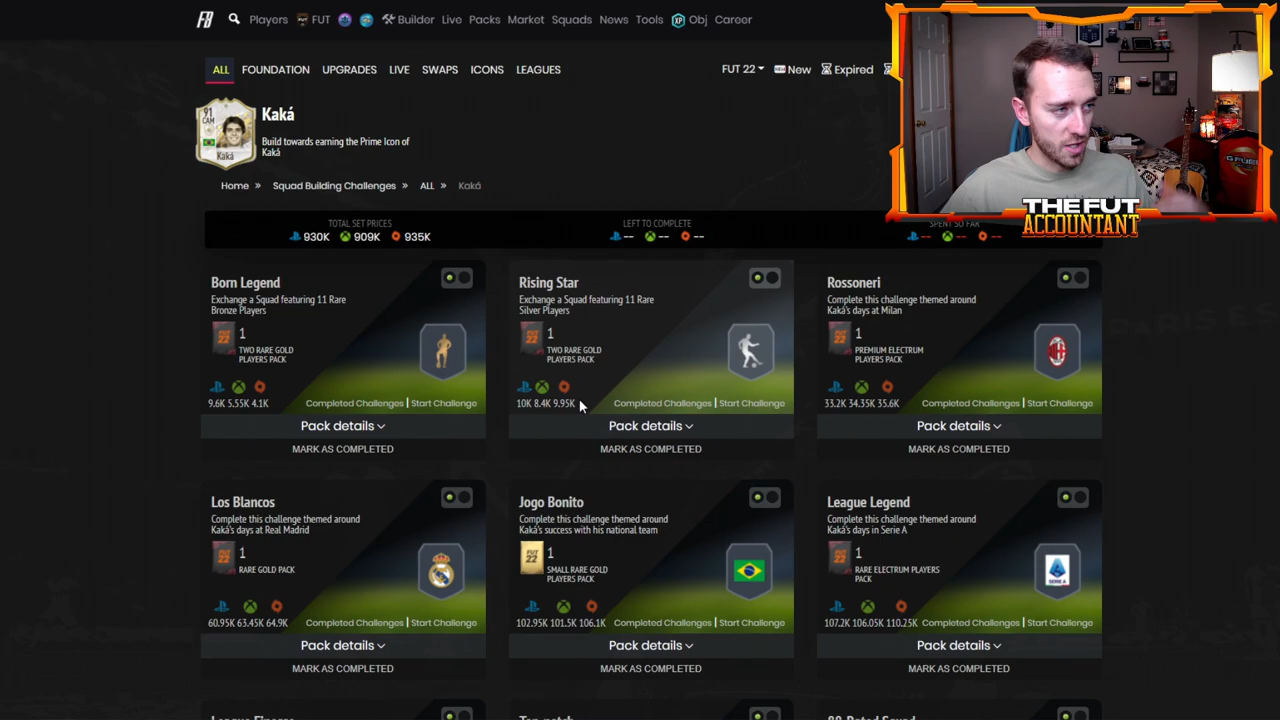 FB Players FUT Builder Live Packs Market Squads News Tools XP Obj Career
ALL FOUNDATION UPGRADES LIVE SWAPS ICONS LEAGUES FUT 22 New Expired
91
CAM
Kaká
Kaká
Build towards earning the Prime Icon of
Kaká
THE FUT
ACCOUNTANT
Home » Squad Building Challenges » ALL » Kaká
TOTAL SET PRICES LEFT TO COMPLETE SPENT SO FAR
930K 909K 935K -- -- -- -- -- --
Born Legend
Exchange a Squad featuring 11 Rare
Bronze Players
1
TWO RARE GOLD
PLAYERS PACK
9.6K 5.55K 4.1K Completed Challenges | Start Challenge
Pack details
MARK AS COMPLETED
Rising Star
Exchange a Squad featuring 11 Rare
Silver Players
1
TWO RARE GOLD
PLAYERS PACK
10K 8.4K 9.95K Completed Challenges | Start Challenge
Pack details
MARK AS COMPLETED
Rossoneri
Complete this challenge themed around
Kaká's days at Milan
1
PREMIUM ELECTRUM
PLAYERS PACK
33.2K 34.35K 35.6K Completed Challenges | Start Challenge
Pack details
MARK AS COMPLETED
Los Blancos
Complete this challenge themed around
Kaká's days at Real Madrid
1
RARE GOLD PACK
60.95K 63.45K 64.9K Completed Challenges | Start Challenge
Pack details
MARK AS COMPLETED
Jogo Bonito
Complete this challenge themed around
Kaká's success with his national team
FUT
22
1
SMALL RARE GOLD
PLAYERS PACK
102.95K 101.5K 106.1K Completed Challenges | Start Challenge
Pack details
MARK AS COMPLETED
League Legend
Complete this challenge themed around
Kaká's days in Serie A
1
RARE ELECTRUM PLAYERS
PACK
107.2K 106.05K 110.25K Completed Challenges | Start Challenge
Pack details
MARK AS COMPLETED